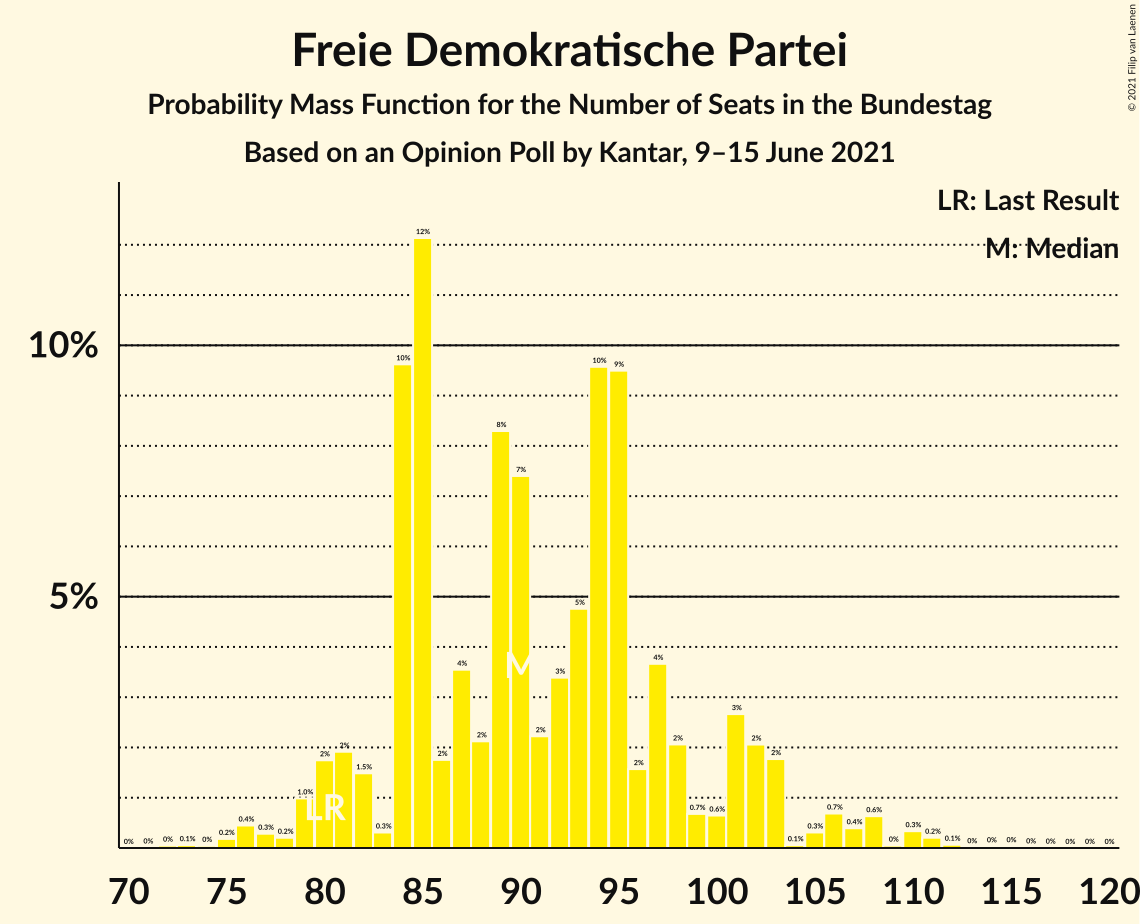 Freie Demokratische Partei
Probability Mass Function for the Number of Seats in the Bundestag
Based on an Opinion Poll by Kantar, 9–15 June 2021
© 2021 Filip van Laenen
LR: Last Result
M: Median
10%
5%
0% 0% 0% 0.1% 0% 0.2% 0.4% 0.3% 0.2% 1.0% 2% 2% 1.5% 0.3% 10% 12% 2% 4% 2% 8% 7% 2% 3% 5% 10% 9% 2% 4% 2% 0.7% 0.6% 3% 2% 2% 0.1% 0.3% 0.7% 0.4% 0.6% 0% 0.3% 0.2% 0.1% 0% 0% 0% 0% 0% 0% 0% 0%
LR
M
70 75 80 85 90 95 100 105 110 115 120